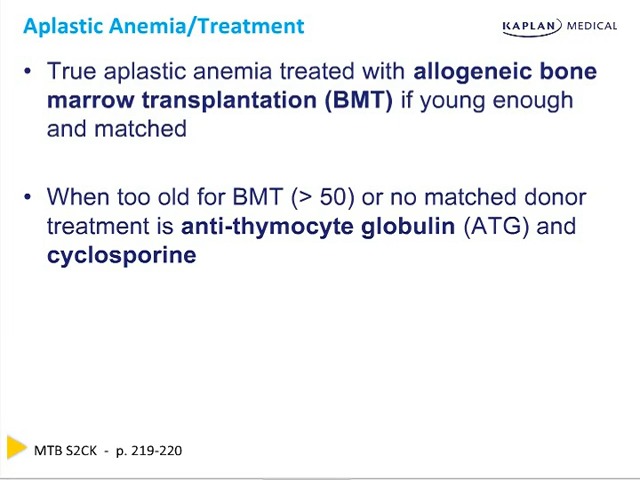 Aplastic Anemia/Treatment
KAPLAN MEDICAL
• True aplastic anemia treated with allogeneic bone
marrow transplantation (BMT) if young enough
and matched
• When too old for BMT (> 50) or no matched donor
treatment is anti-thymocyte globulin (ATG) and
cyclosporine
MTB S2CK - p. 219-220